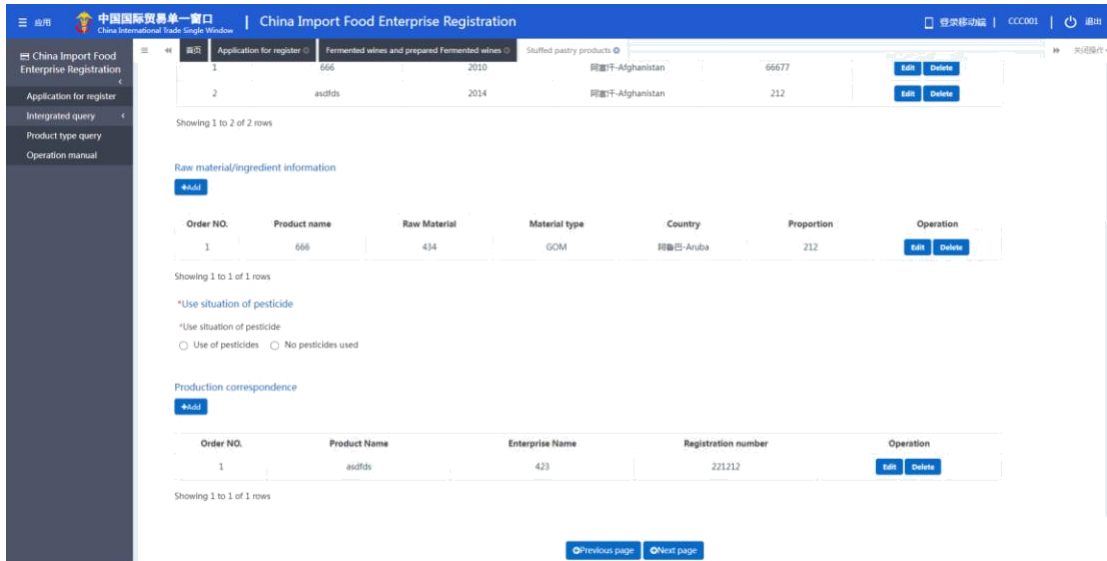 应用 中国国际贸易单一窗口 China International Trade Single Window | China Import Food Enterprise Registration 登录移动端 | CCC001 | 退出
China Import Food Enterprise Registration
Application for register
Intergrated query
Product type query
Operation manual
首页 Application for register Fermented wines and prepared Fermented wines Stuffed pastry products 关闭操作
1 666 2010 阿富汗-Afghanistan 66677 Edit Delete
2 asdfds 2014 阿富汗-Afghanistan 212 Edit Delete
Showing 1 to 2 of 2 rows
Raw material/ingredient information
+Add
Order NO. Product name Raw Material Material type Country Proportion Operation
1 666 434 GOM 阿鲁巴-Aruba 212 Edit Delete
Showing 1 to 1 of 1 rows
*Use situation of pesticide
*Use situation of pesticide
Use of pesticides No pesticides used
Production correspondence
+Add
Order NO. Product Name Enterprise Name Registration number Operation
1 asdfds 423 221212 Edit Delete
Showing 1 to 1 of 1 rows
Previous page Next page